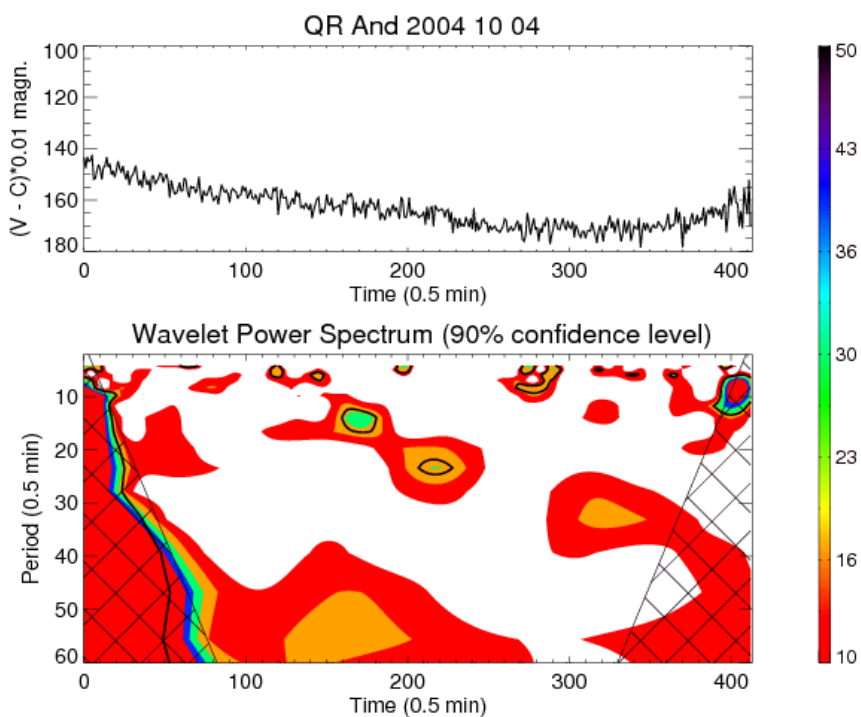 QR And 2004 10 04
100
120
140
160
180
(V - C)*0.01 magn.
0 100 200 300 400
Time (0.5 min)
Wavelet Power Spectrum (90% confidence level)
10
20
30
40
50
60
Period (0.5 min)
0 100 200 300 400
Time (0.5 min)
50
43
36
30
23
16
10